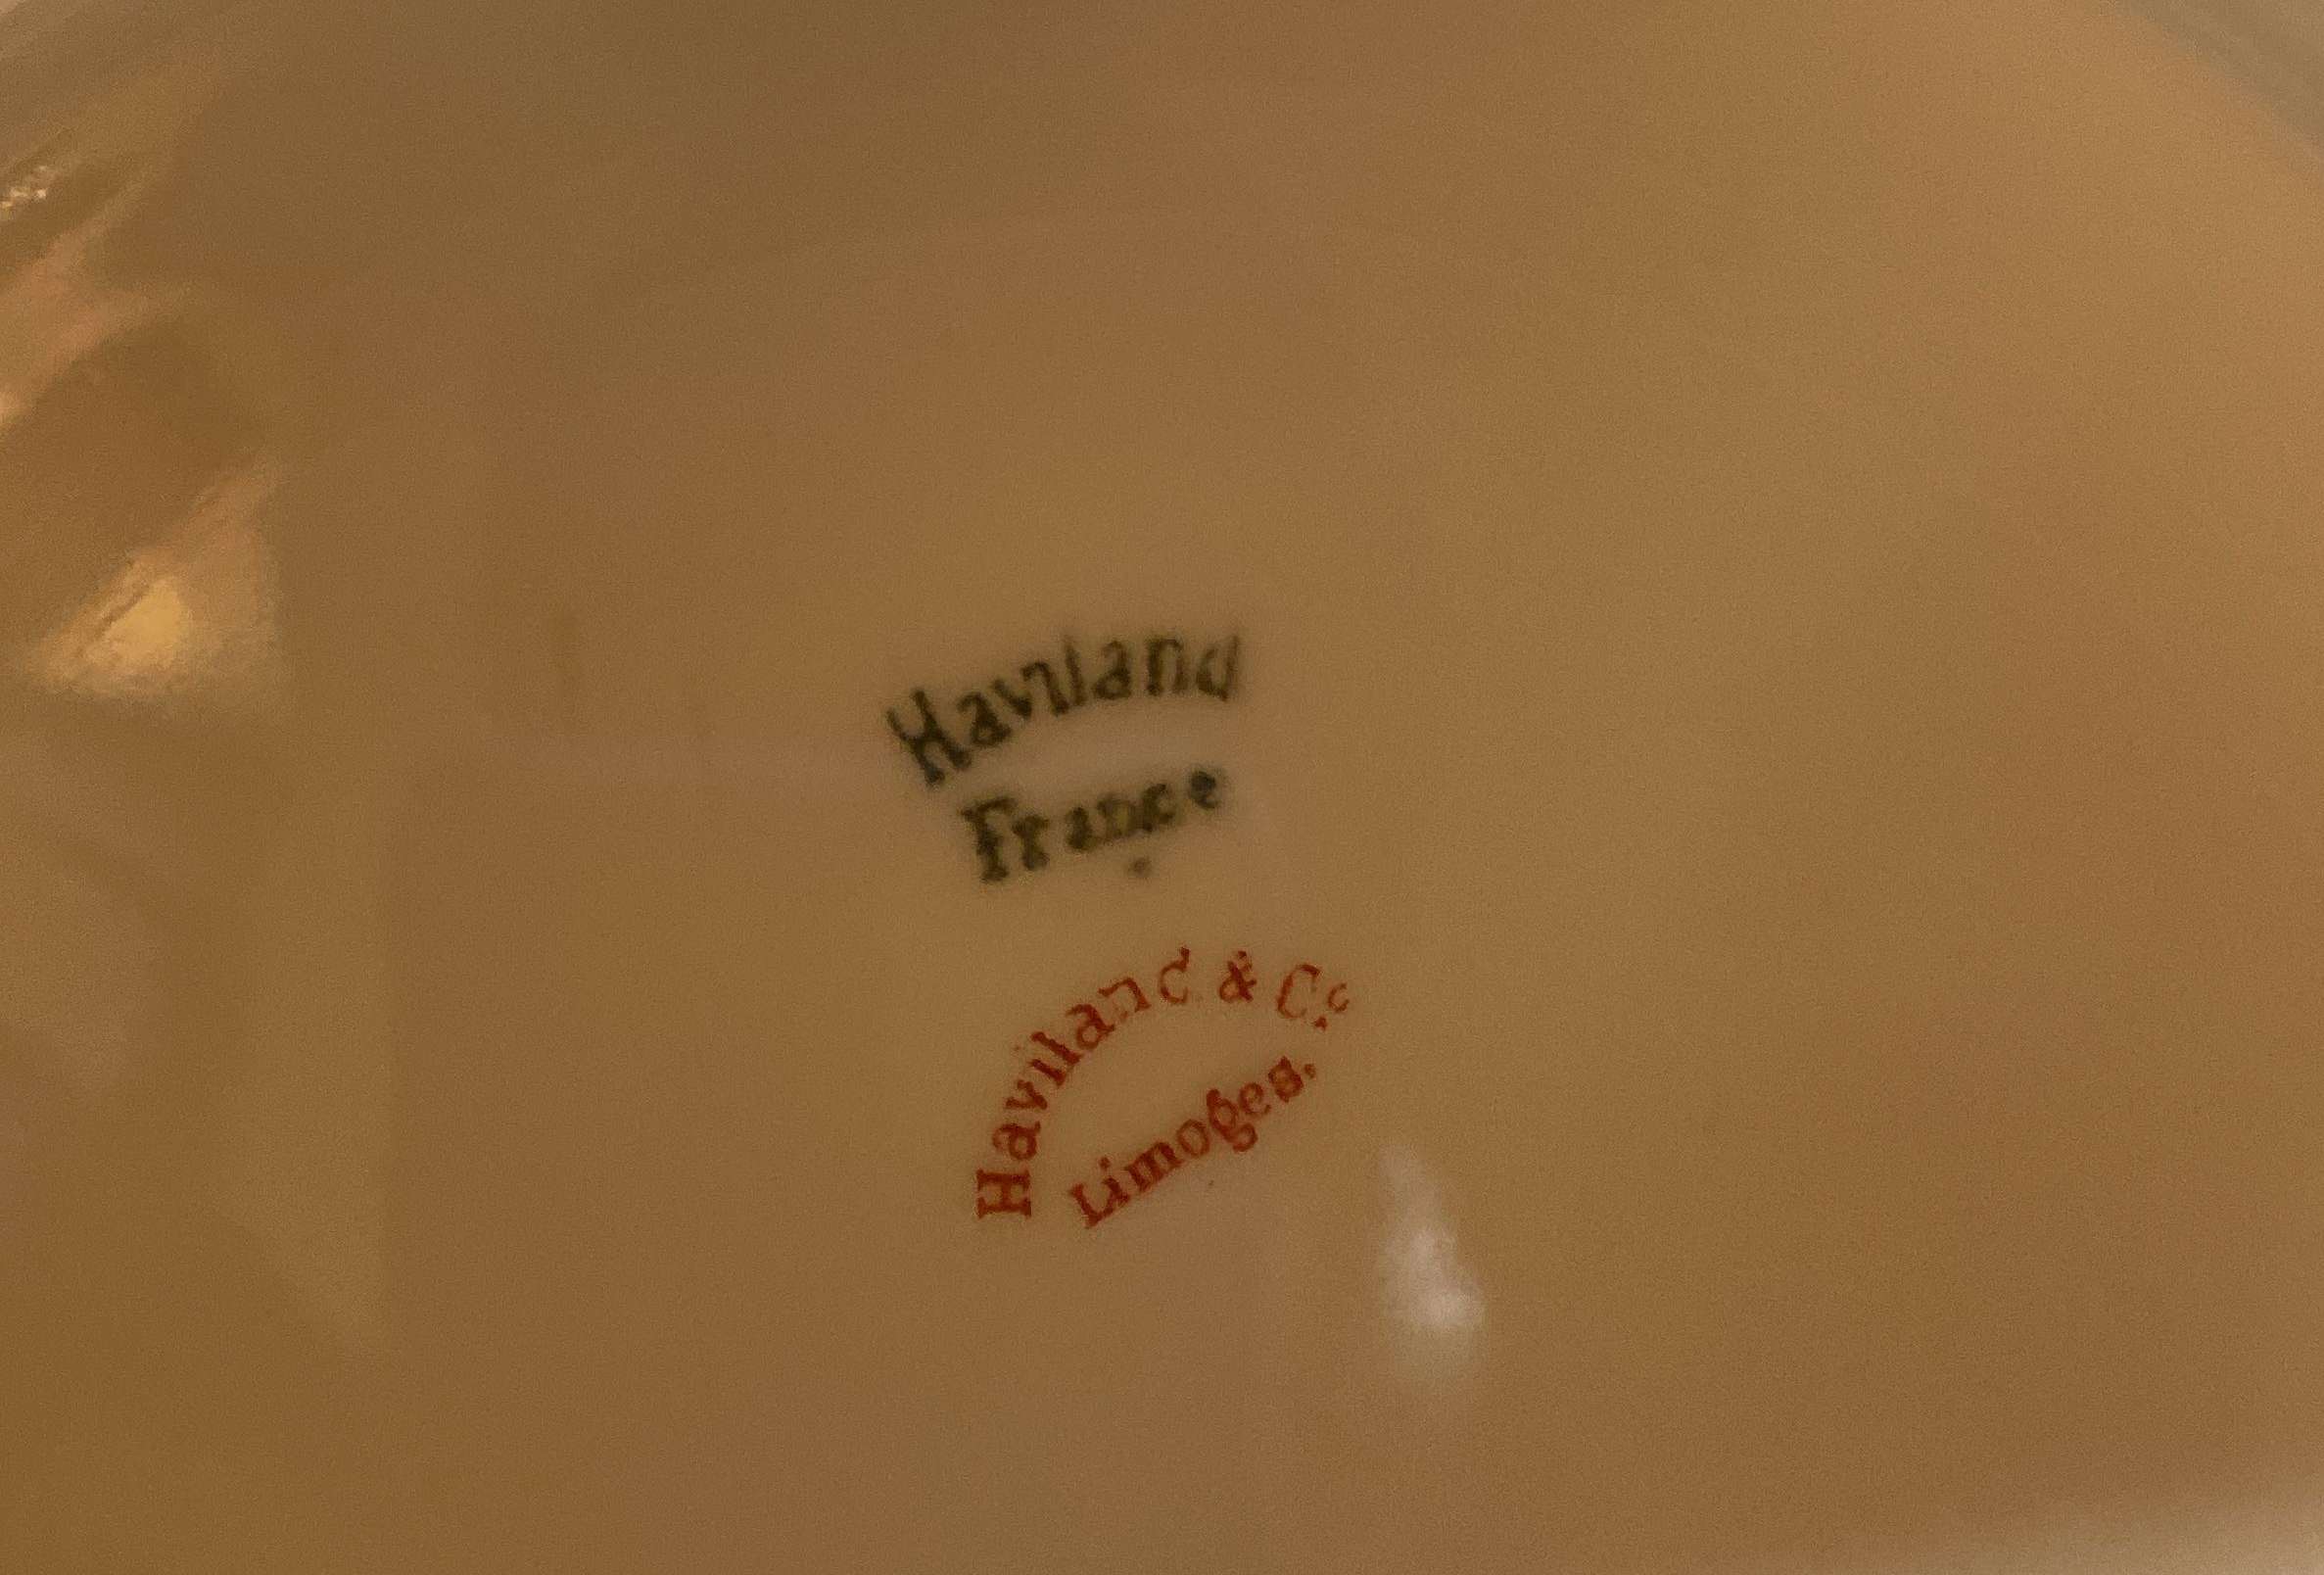 Haviland
France
Haviland & Co
Limoges.